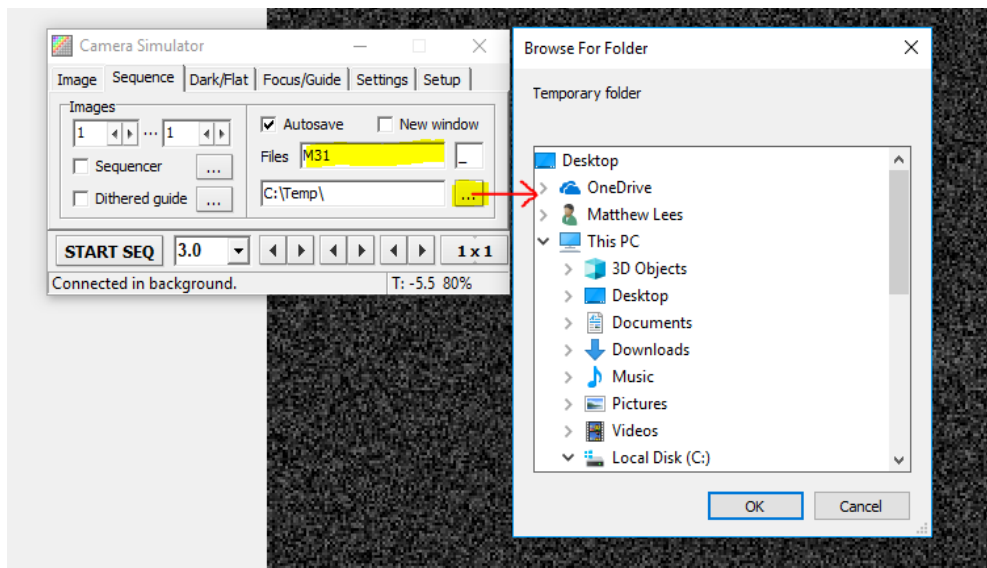 Camera Simulator
Image Sequence Dark/Flat Focus/Guide Settings Setup
Images
1 ... 1
Autosave New window
Sequencer ...
Files M31 _
Dithered guide ...
C:\Temp\ ...
START SEQ 3.0 1 x 1
Connected in background. T: -5.5 80%
Browse For Folder
Temporary folder
Desktop
OneDrive
Matthew Lees
This PC
3D Objects
Desktop
Documents
Downloads
Music
Pictures
Videos
Local Disk (C:)
OK Cancel